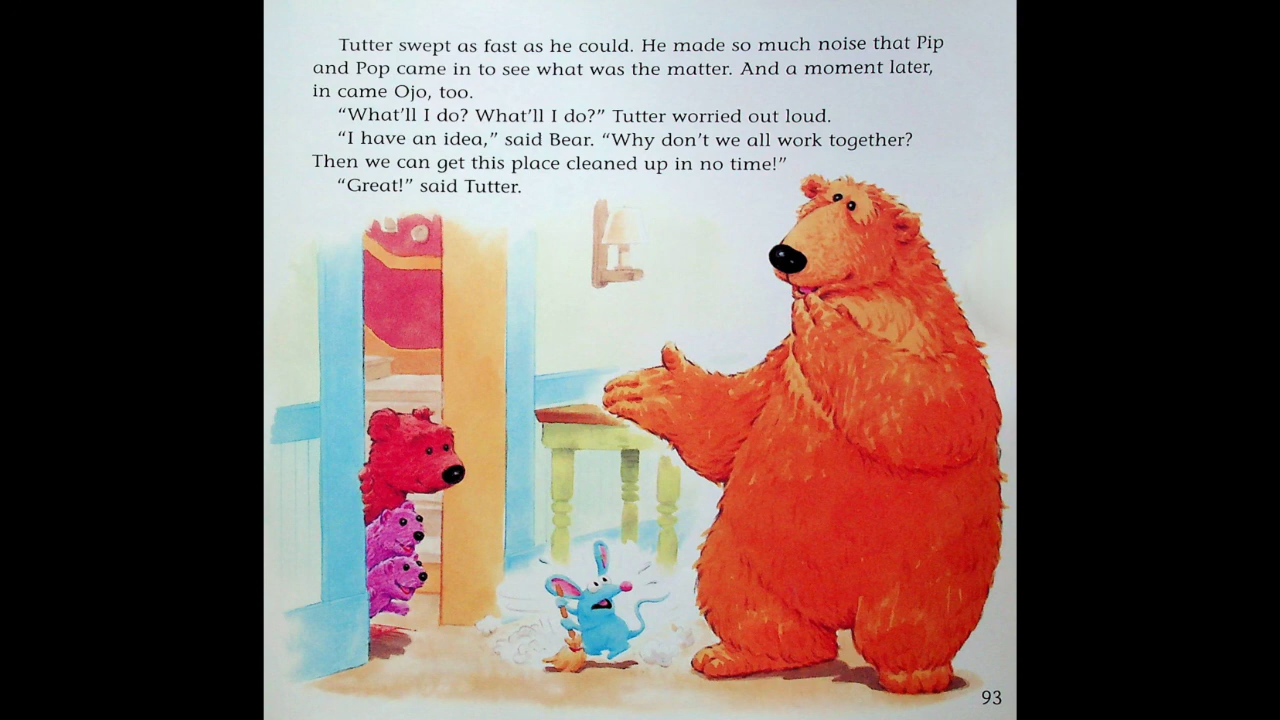 Tutter swept as fast as he could. He made so much noise that Pip
and Pop came in to see what was the matter. And a moment later,
in came Ojo, too.
“What’ll I do? What’ll I do?” Tutter worried out loud.
“I have an idea,” said Bear. “Why don’t we all work together?
Then we can get this place cleaned up in no time!”
“Great!” said Tutter.
93